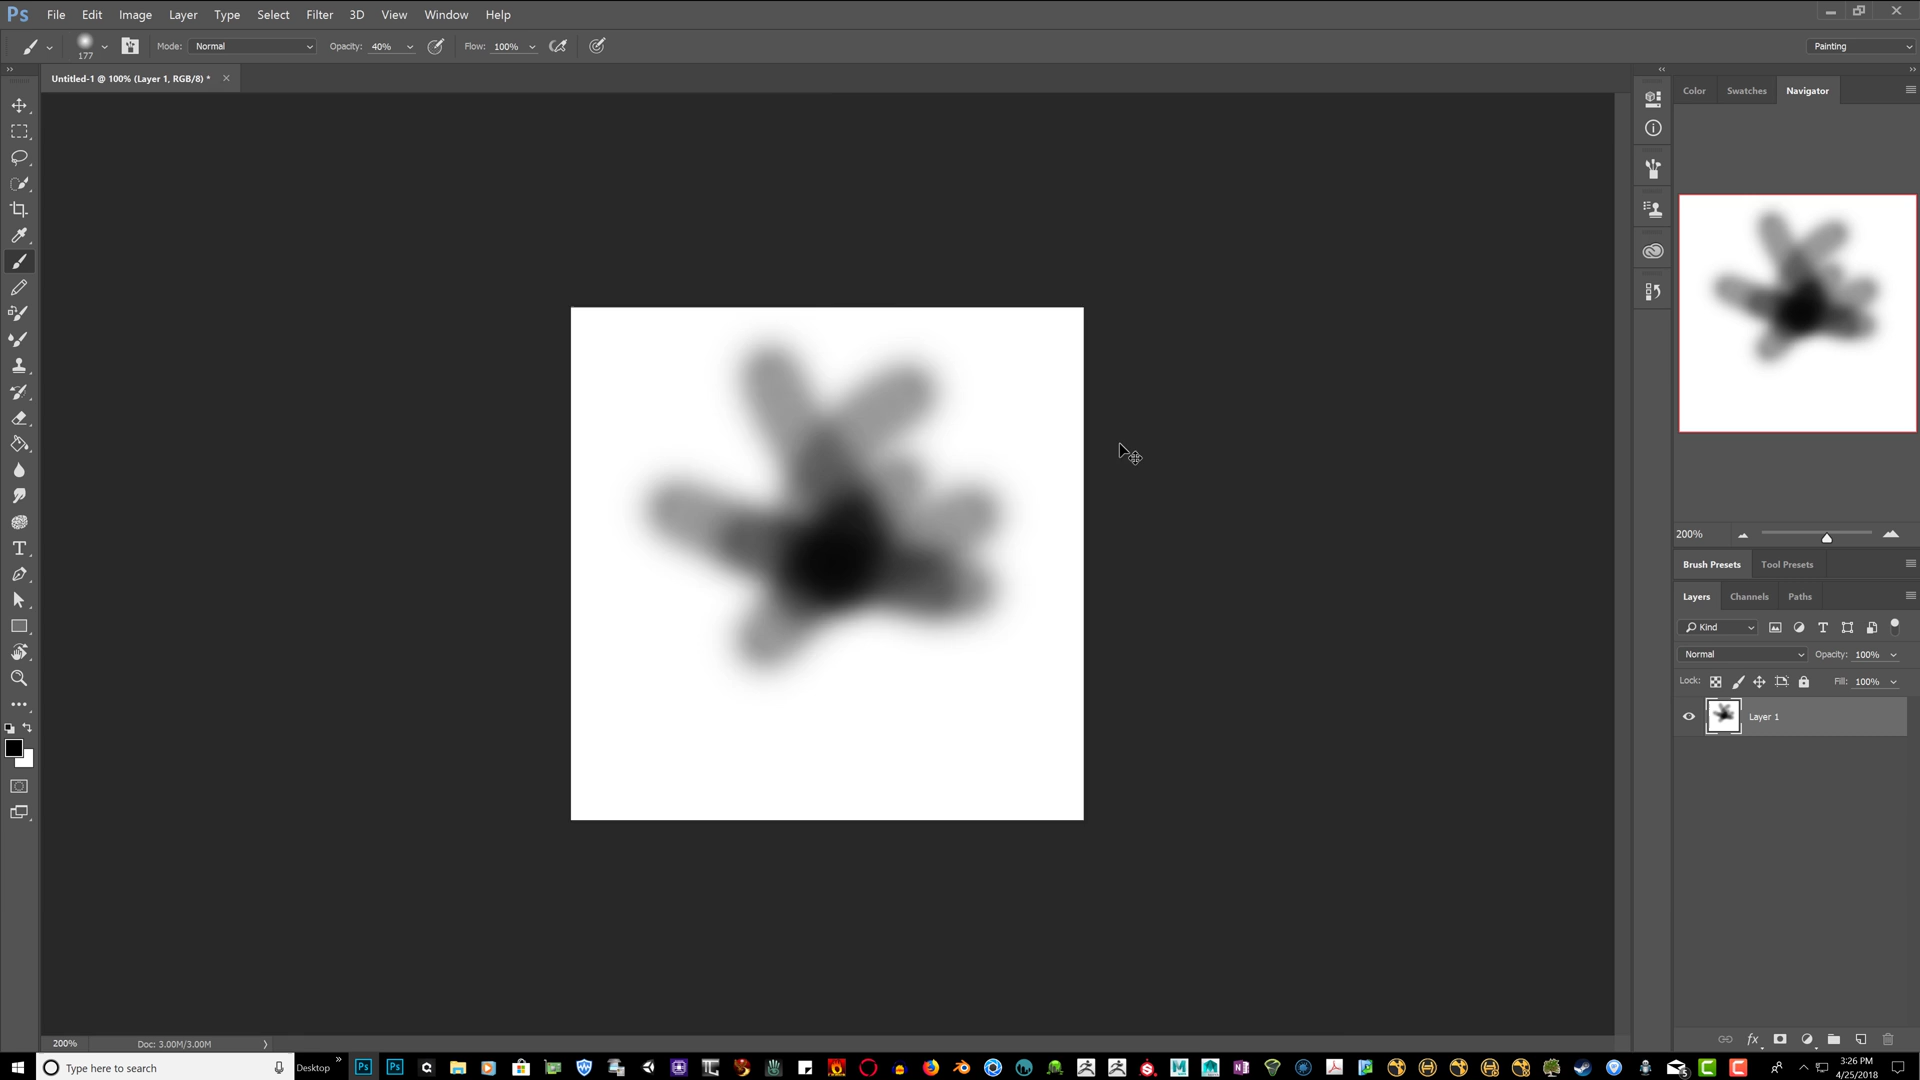 Ps File Edit Image Layer Type Select Filter 3D View Window Help
177 Mode: Normal Opacity: 40% Flow: 100% Painting
Untitled-1 @ 100% (Layer 1, RGB/8) *
Color Swatches Navigator
200%
Brush Presets Tool Presets
Layers Channels Paths
Kind
Normal Opacity: 100%
Lock: Fill: 100%
Layer 1
200% Doc: 3.00M/3.00M
Type here to search Desktop
3:26 PM
4/25/2018